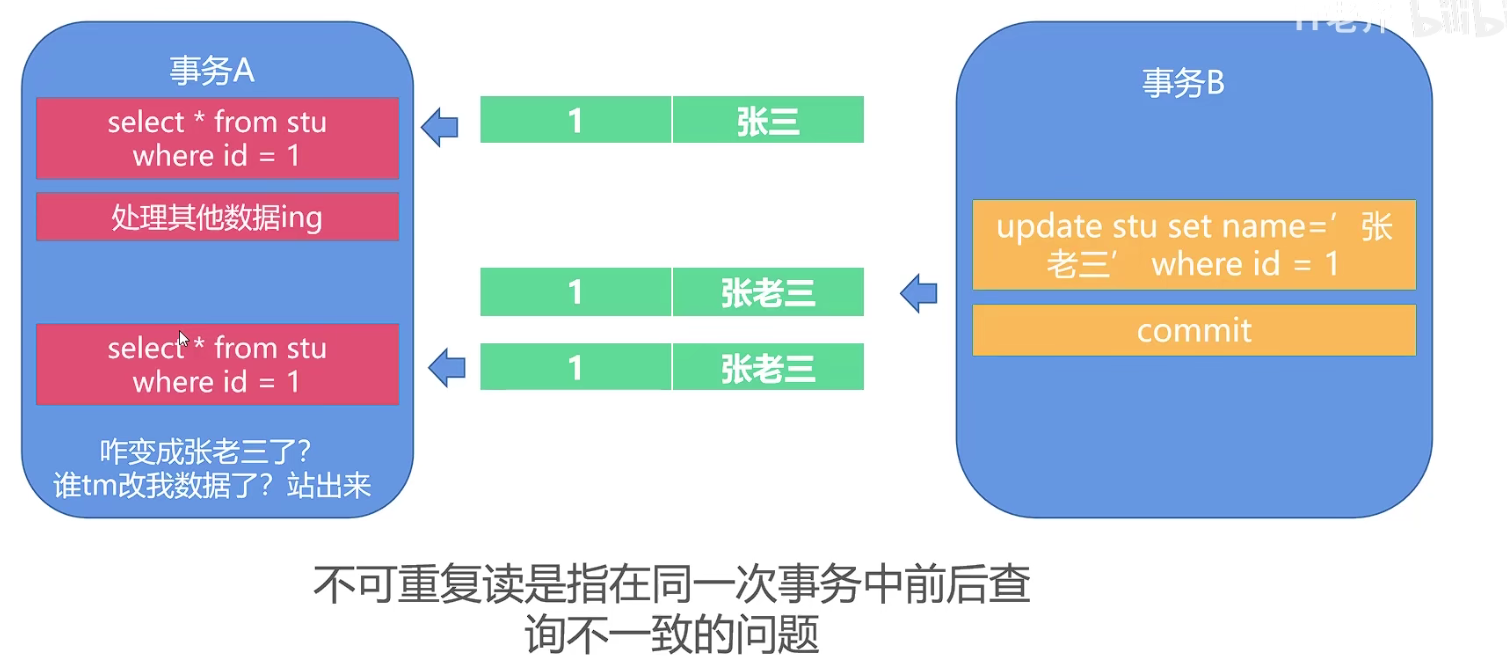 事务A
select * from stu
where id = 1
处理其他数据ing
select * from stu
where id = 1
咋变成张老三了？
谁tm改我数据了？站出来
1 张三
1 张老三
1 张老三
事务B
update stu set name=’张
老三’ where id = 1
commit
不可重复读是指在同一次事务中前后查
询不一致的问题